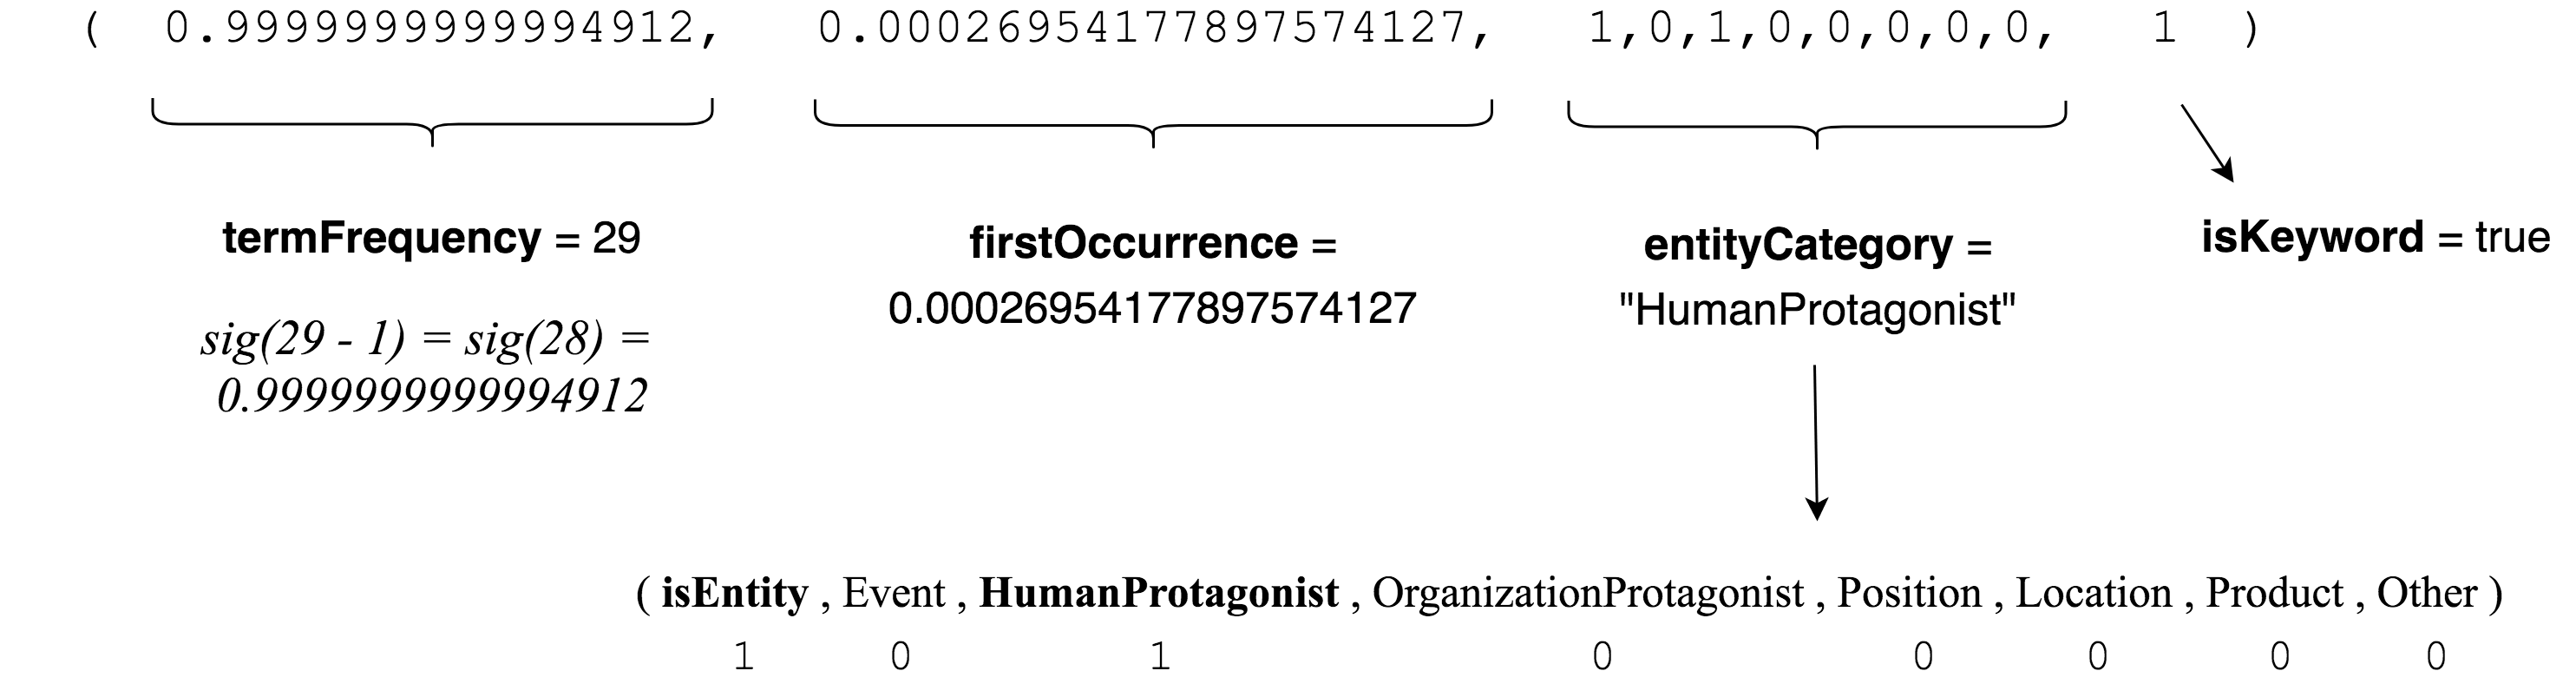 ( 0.9999999999994912, 0.00026954177897574127, 1,0,1,0,0,0,0,0, 1 )
termFrequency = 29
sig(29 - 1) = sig(28) =
0.9999999999994912
firstOccurrence =
0.00026954177897574127
entityCategory =
"HumanProtagonist"
isKeyword = true
( isEntity , Event , HumanProtagonist , OrganizationProtagonist , Position , Location , Product , Other )
1 0 1 0 0 0 0 0